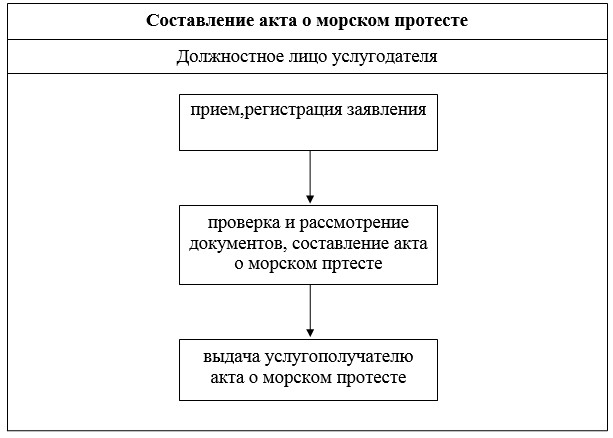 Составление акта о морском протесте
Должностное лицо услугодателя
прием,регистрация заявления
проверка и рассмотрение
документов, составление акта
о морском пртесте
выдача услугополучателю
акта о морском протесте